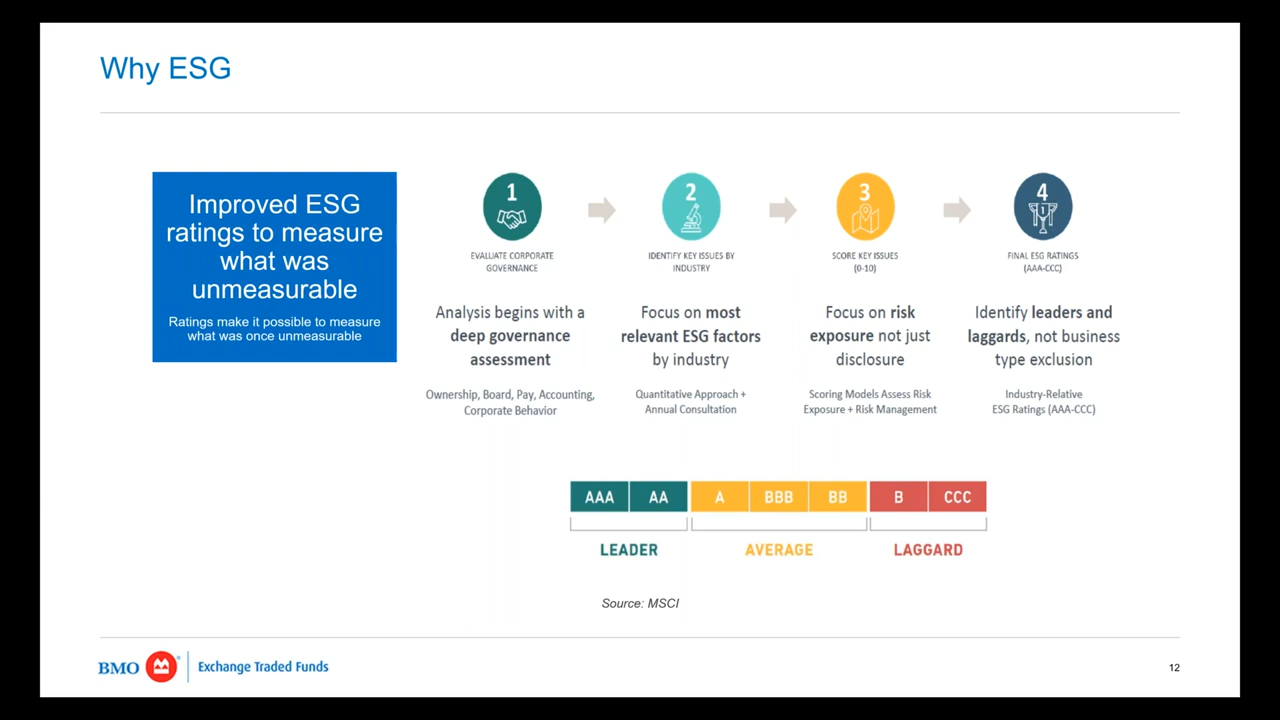 Why ESG
Improved ESG
ratings to measure
what was
unmeasurable
Ratings make it possible to measure
what was once unmeasurable
1
EVALUATE CORPORATE
GOVERNANCE
Analysis begins with a
deep governance
assessment
Ownership, Board, Pay, Accounting,
Corporate Behavior
2
IDENTIFY KEY ISSUES BY
INDUSTRY
Focus on most
relevant ESG factors
by industry
Quantitative Approach +
Annual Consultation
3
SCORE KEY ISSUES
(0-10)
Focus on risk
exposure not just
disclosure
Scoring Models Assess Risk
Exposure + Risk Management
4
1
FINAL ESG RATINGS
(AAA-CCC)
Identify leaders and
laggards, not business
type exclusion
Industry-Relative
ESG Ratings (AAA-CCC)
AAA AA A BBB BB B CCC
LEADER AVERAGE LAGGARD
Source: MSCI
BMO Exchange Traded Funds
12